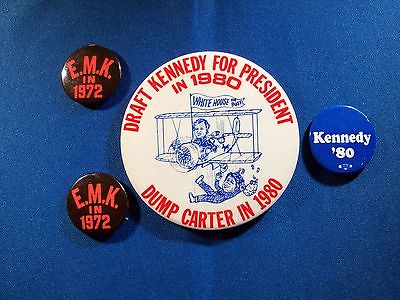 E.M.K.
IN
1972
E.M.K.
IN
1972
DRAFT KENNEDY FOR PRESIDENT
IN 1980
WHITE HOUSE
DUMP CARTER IN 1980
Kennedy
'80